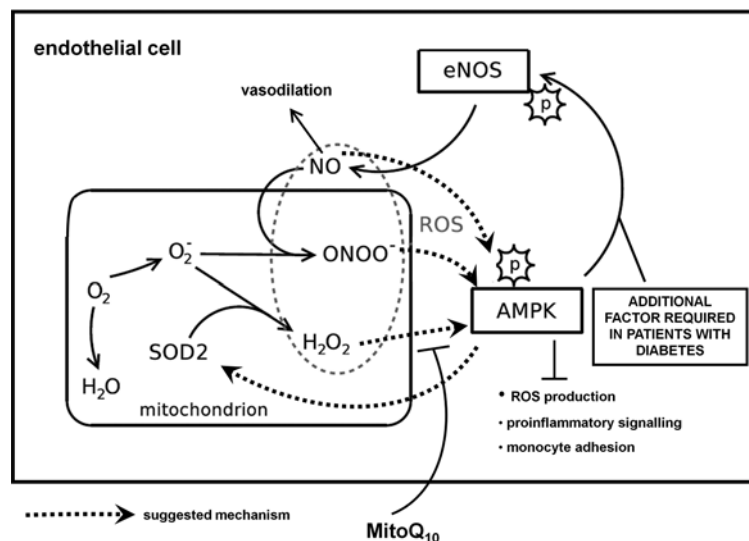 endothelial cell
eNOS
p
vasodilation
NO
ROS
O₂⁻
ONOO⁻
p
O₂
AMPK
ADDITIONAL
FACTOR REQUIRED
IN PATIENTS WITH
DIABETES
SOD2
H₂O₂
H₂O
mitochondrion
• ROS production
• proinflammatory signalling
• monocyte adhesion
suggested mechanism
MitoQ₁₀